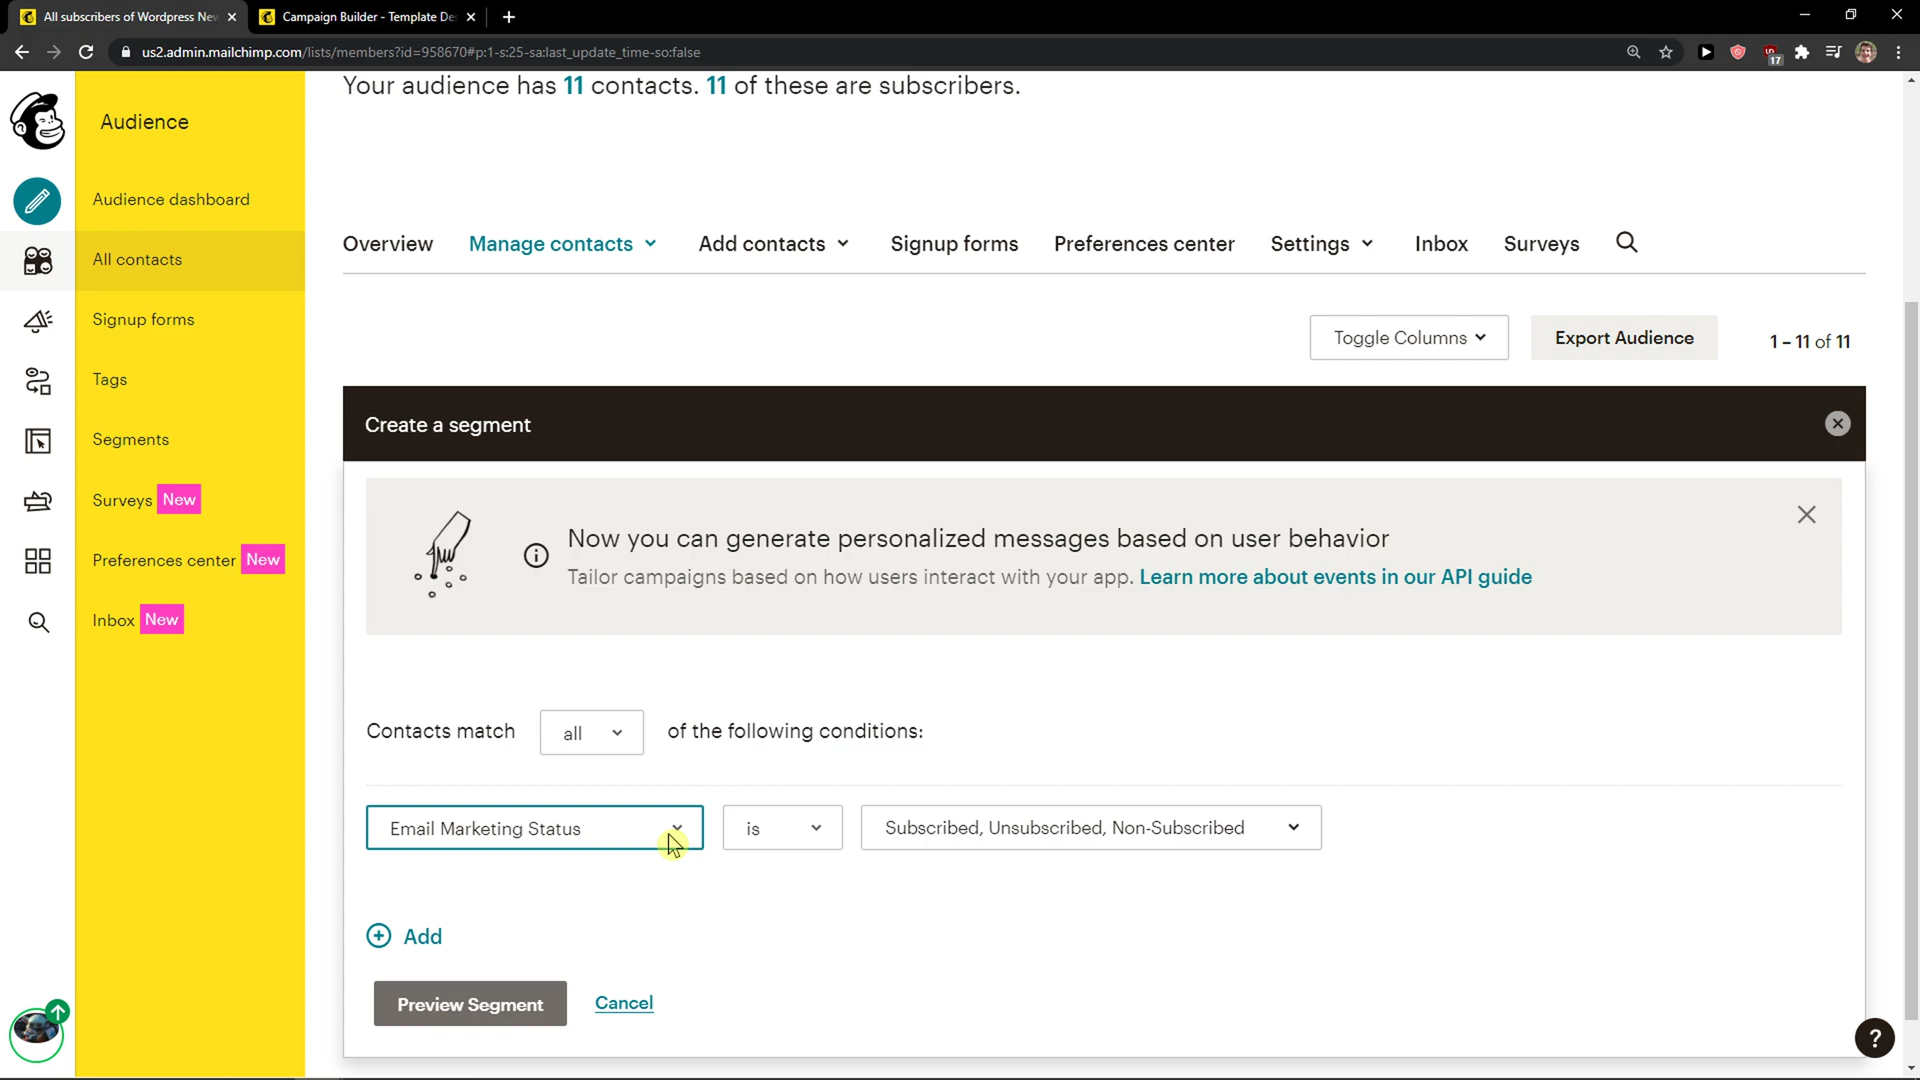 All subscribers of Wordpress New
Campaign Builder - Template De
us2.admin.mailchimp.com/lists/members?id=958670#p:1-s:25-sa:last_update_time-so:false
17
Your audience has 11 contacts. 11 of these are subscribers.
Audience
Audience dashboard
All contacts
Signup forms
Tags
Segments
Surveys New
Preferences center New
Inbox New
Overview Manage contacts Add contacts Signup forms Preferences center Settings Inbox Surveys
Toggle Columns Export Audience 1 – 11 of 11
Create a segment
Now you can generate personalized messages based on user behavior
Tailor campaigns based on how users interact with your app. Learn more about events in our API guide
Contacts match all of the following conditions:
Email Marketing Status is Subscribed, Unsubscribed, Non-Subscribed
Add
Preview Segment Cancel
?